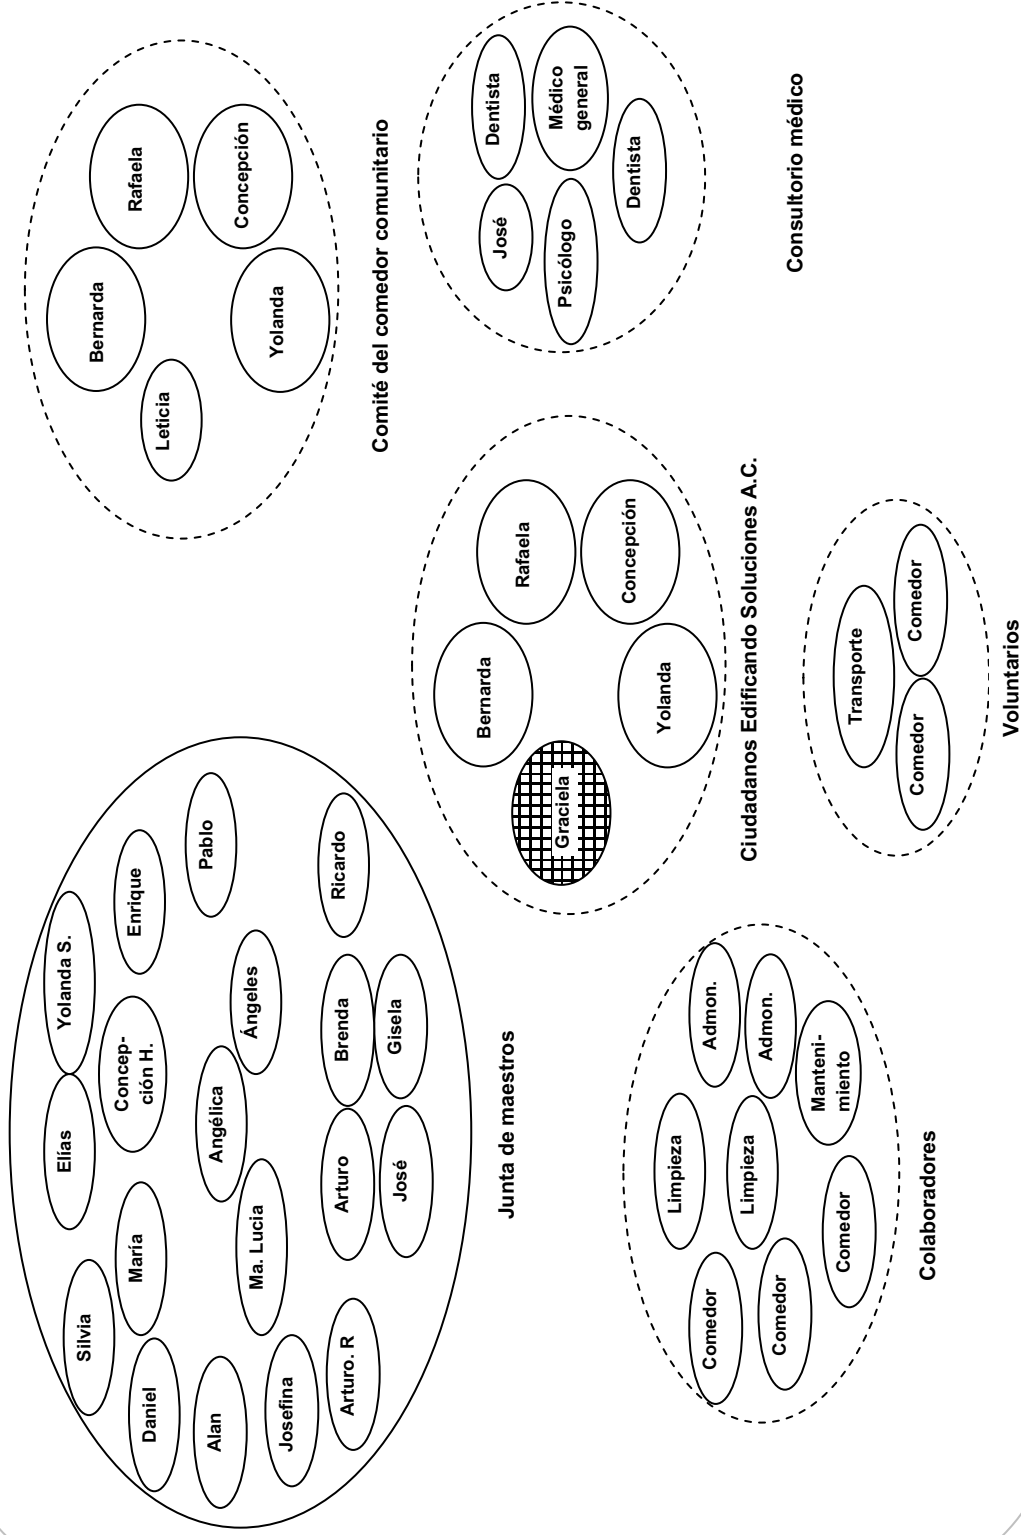 Silvia
Elías
Yolanda S.
Daniel
María
Concep-
ción H.
Enrique
Alan
Angélica
Pablo
Josefina
Ma. Lucia
Ángeles
Arturo. R
Arturo
Brenda
Ricardo
José
Gisela
Junta de maestros
Leticia
Bernarda
Rafaela
Yolanda
Concepción
Comité del comedor comunitario
Graciela
Bernarda
Rafaela
Yolanda
Concepción
Ciudadanos Edificando Soluciones A.C.
José
Dentista
Psicólogo
Médico
general
Dentista
Consultorio médico
Comedor
Limpieza
Admon.
Comedor
Limpieza
Admon.
Comedor
Manteni-
miento
Colaboradores
Transporte
Comedor
Comedor
Voluntarios